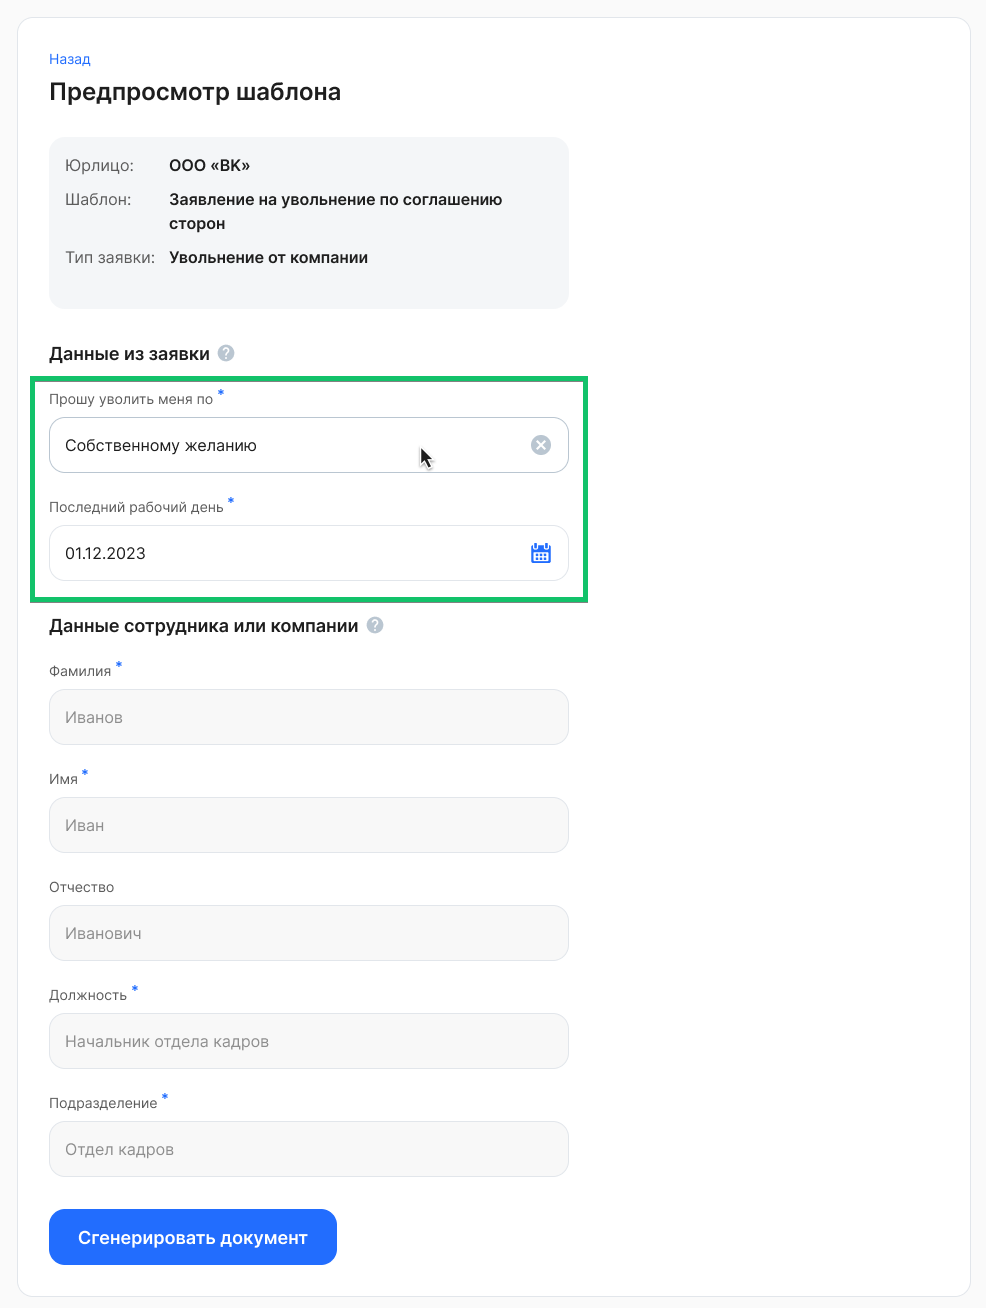 Назад
Предпросмотр шаблона
Юрлицо: ООО «ВК»
Шаблон: Заявление на увольнение по соглашению
сторон
Тип заявки: Увольнение от компании
Данные из заявки ?
Прошу уволить меня по *
Собственному желанию
Последний рабочий день *
01.12.2023
Данные сотрудника или компании ?
Фамилия *
Иванов
Имя *
Иван
Отчество
Иванович
Должность *
Начальник отдела кадров
Подразделение *
Отдел кадров
Сгенерировать документ